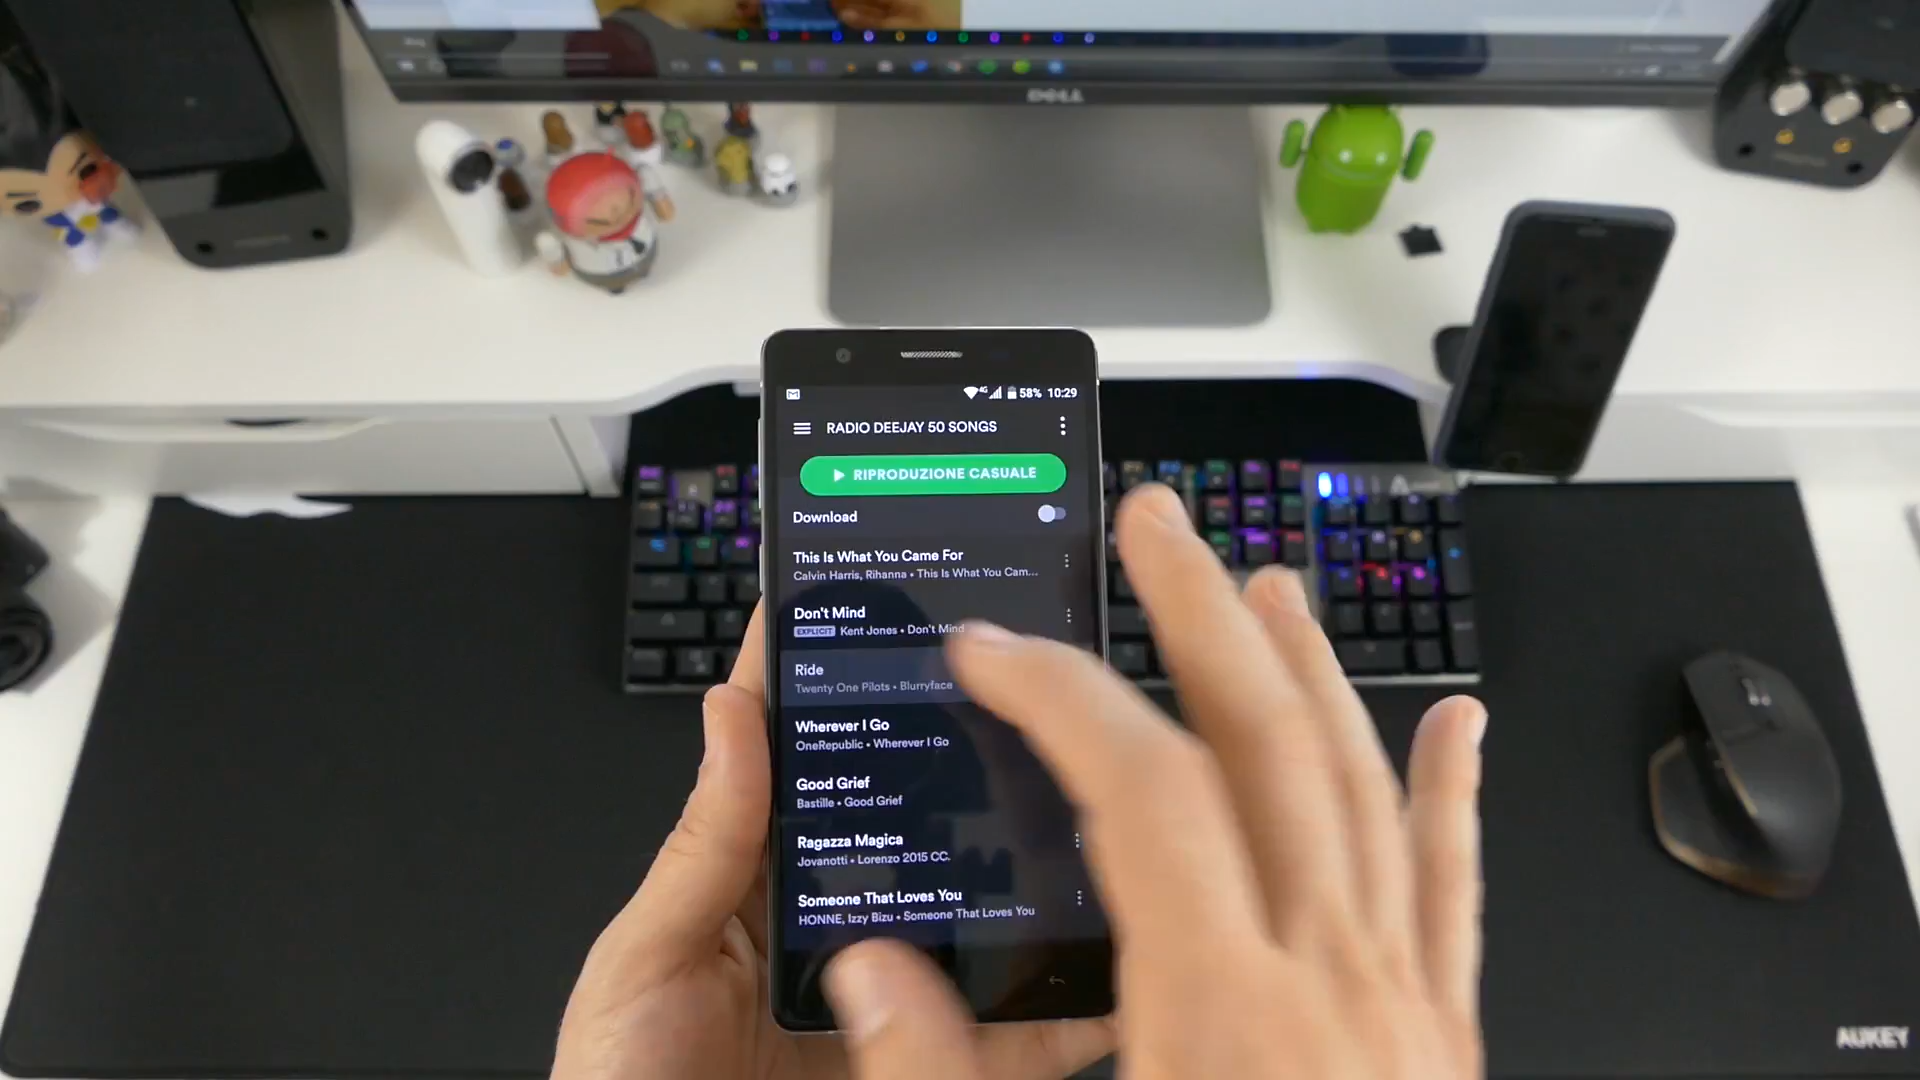 DELL
4G 58% 10:29
RADIO DEEJAY 50 SONGS
RIPRODUZIONE CASUALE
Download
This Is What You Came For
Calvin Harris, Rihanna • This Is What You Cam...
Don't Mind
EXPLICIT Kent Jones • Don't Mind
Ride
Twenty One Pilots • Blurryface
Wherever I Go
OneRepublic • Wherever I Go
Good Grief
Bastille • Good Grief
Ragazza Magica
Jovanotti • Lorenzo 2015 CC.
Someone That Loves You
HONNE, Izzy Bizu • Someone That Loves You
AUKEY